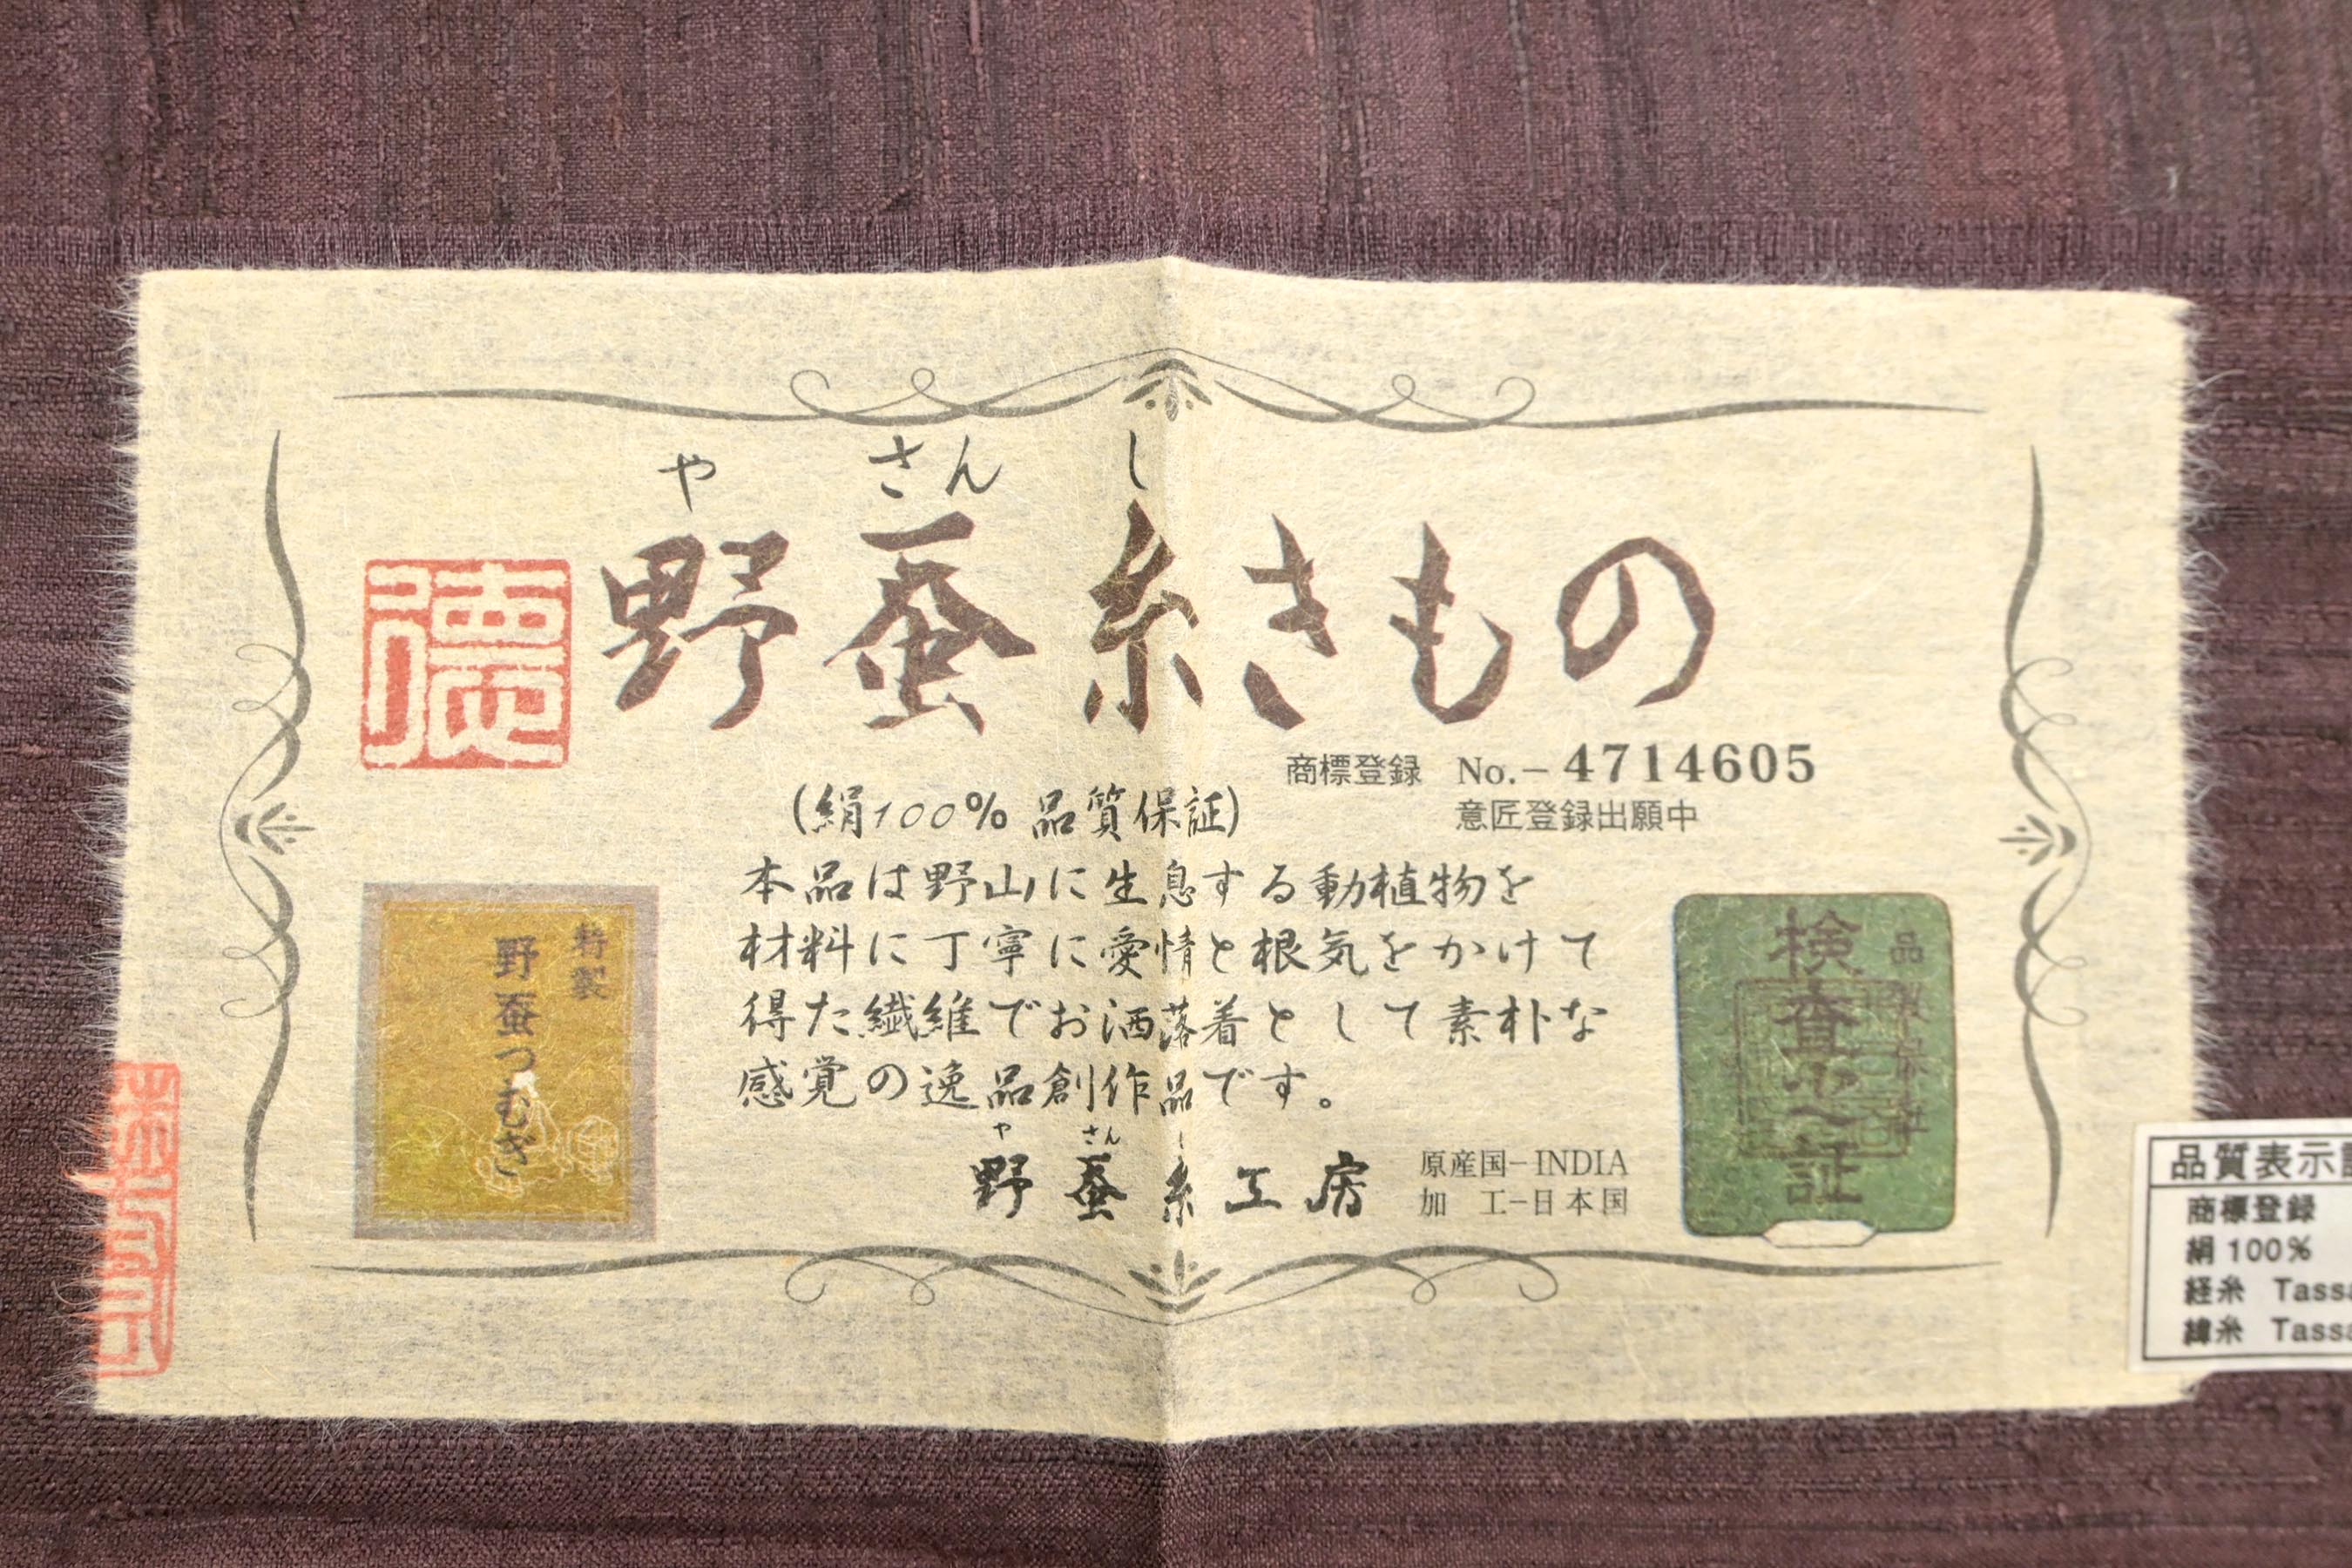 や さん し
野蚕糸きもの
德
商標登録 No.-4714605
意匠登録出願中
(絹100% 品質保証)
本品は野山に生息する動植物を
材料に丁寧に愛情と根気をかけて
得た繊維でお洒落着として素朴な
感覚の逸品創作品です。
や さん し
野蚕糸工房
原産国-INDIA
加 工-日本国
特製
野蚕つむぎ
検査之証
品質表示
商標登録
絹100%
経糸
緯糸